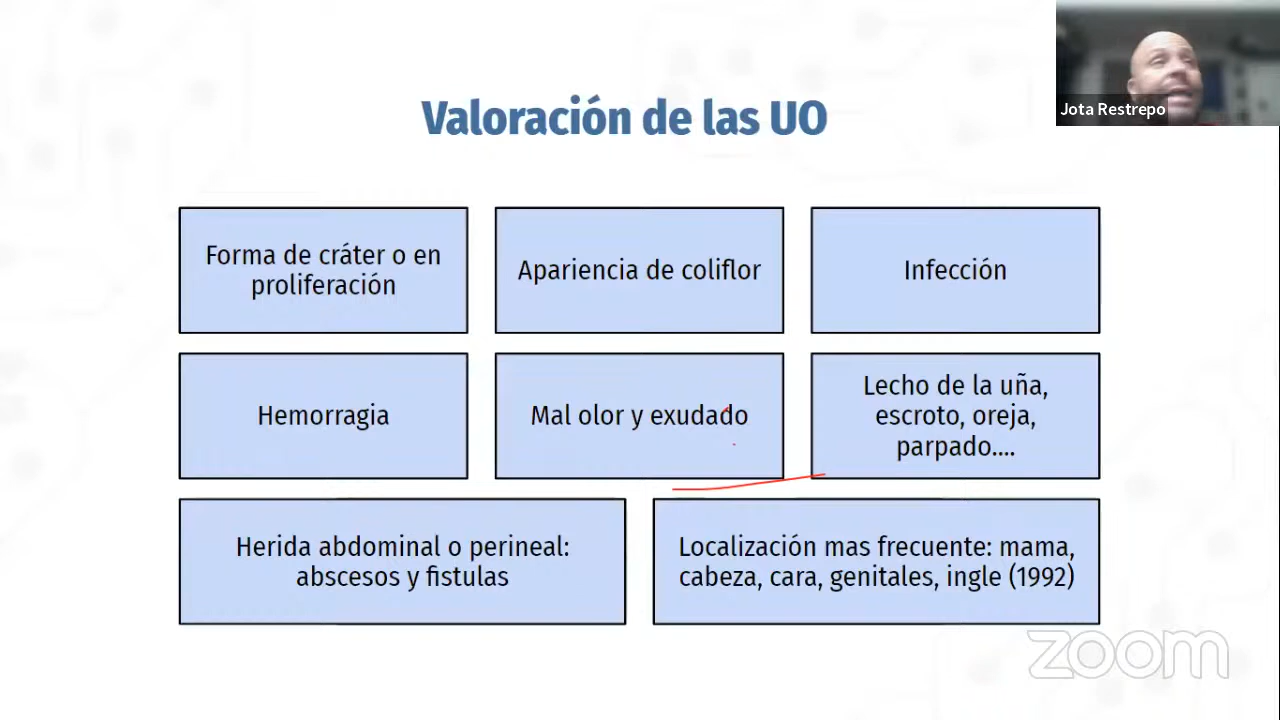 Jota Restrepo
Valoración de las UO
Forma de cráter o en
proliferación
Apariencia de coliflor
Infección
Hemorragia
Mal olor y exudado
Lecho de la uña,
escroto, oreja,
parpado....
Herida abdominal o perineal:
abscesos y fistulas
Localización mas frecuente: mama,
cabeza, cara, genitales, ingle (1992)
zoom